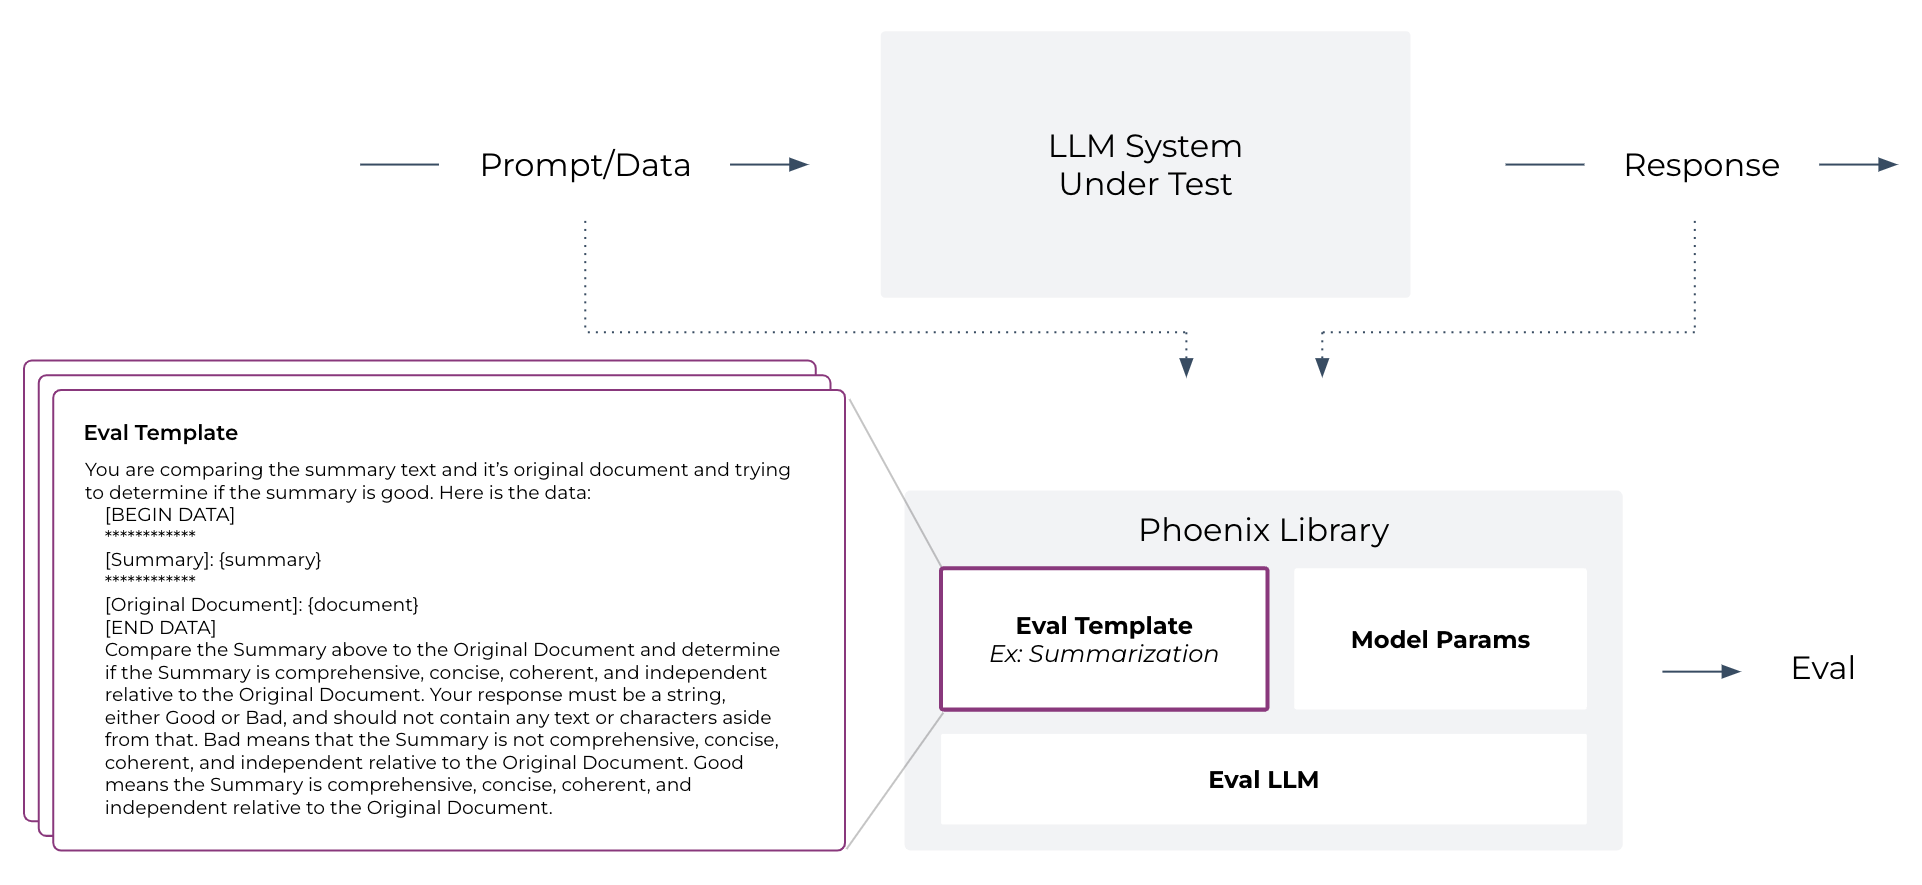 Prompt/Data
LLM System
Under Test
Response
Eval Template
You are comparing the summary text and it's original document and trying
to determine if the summary is good. Here is the data:
[BEGIN DATA]
************
[Summary]: {summary}
************
[Original Document]: {document}
[END DATA]
Compare the Summary above to the Original Document and determine
if the Summary is comprehensive, concise, coherent, and independent
relative to the Original Document. Your response must be a string,
either Good or Bad, and should not contain any text or characters aside
from that. Bad means that the Summary is not comprehensive, concise,
coherent, and independent relative to the Original Document. Good
means the Summary is comprehensive, concise, coherent, and
independent relative to the Original Document.
Phoenix Library
Eval Template
Ex: Summarization
Model Params
Eval LLM
Eval